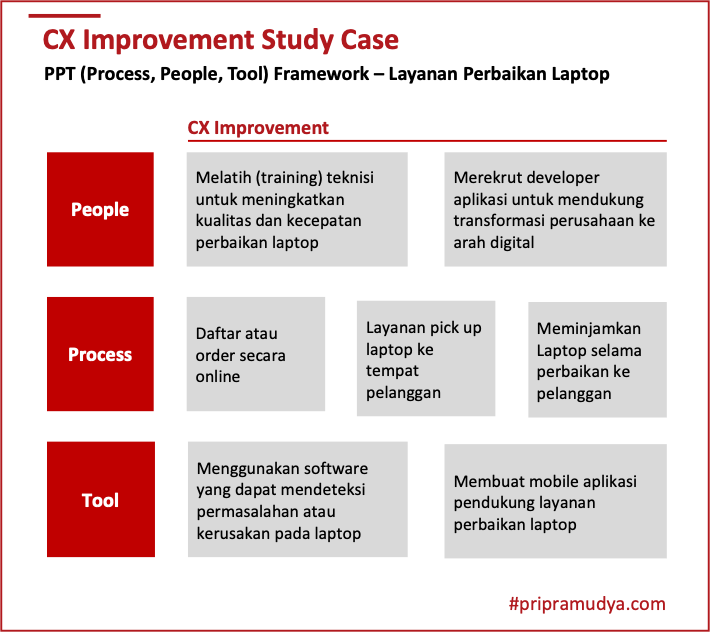 CX Improvement Study Case
PPT (Process, People, Tool) Framework – Layanan Perbaikan Laptop
CX Improvement
People
Melatih (training) teknisi
untuk meningkatkan
kualitas dan kecepatan
perbaikan laptop
Merekrut developer
aplikasi untuk mendukung
transformasi perusahaan ke
arah digital
Process
Daftar atau
order secara
online
Layanan pick up
laptop ke
tempat
pelanggan
Meminjamkan
Laptop selama
perbaikan ke
pelanggan
Tool
Menggunakan software
yang dapat mendeteksi
permasalahan atau
kerusakan pada laptop
Membuat mobile aplikasi
pendukung layanan
perbaikan laptop
#pripramudya.com